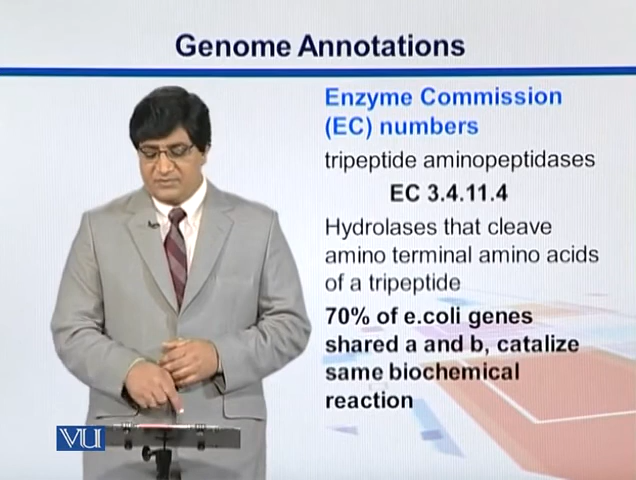 Genome Annotations
Enzyme Commission
(EC) numbers
tripeptide aminopeptidases
EC 3.4.11.4
Hydrolases that cleave
amino terminal amino acids
of a tripeptide
70% of e.coli genes
shared a and b, catalize
same biochemical
reaction
VU